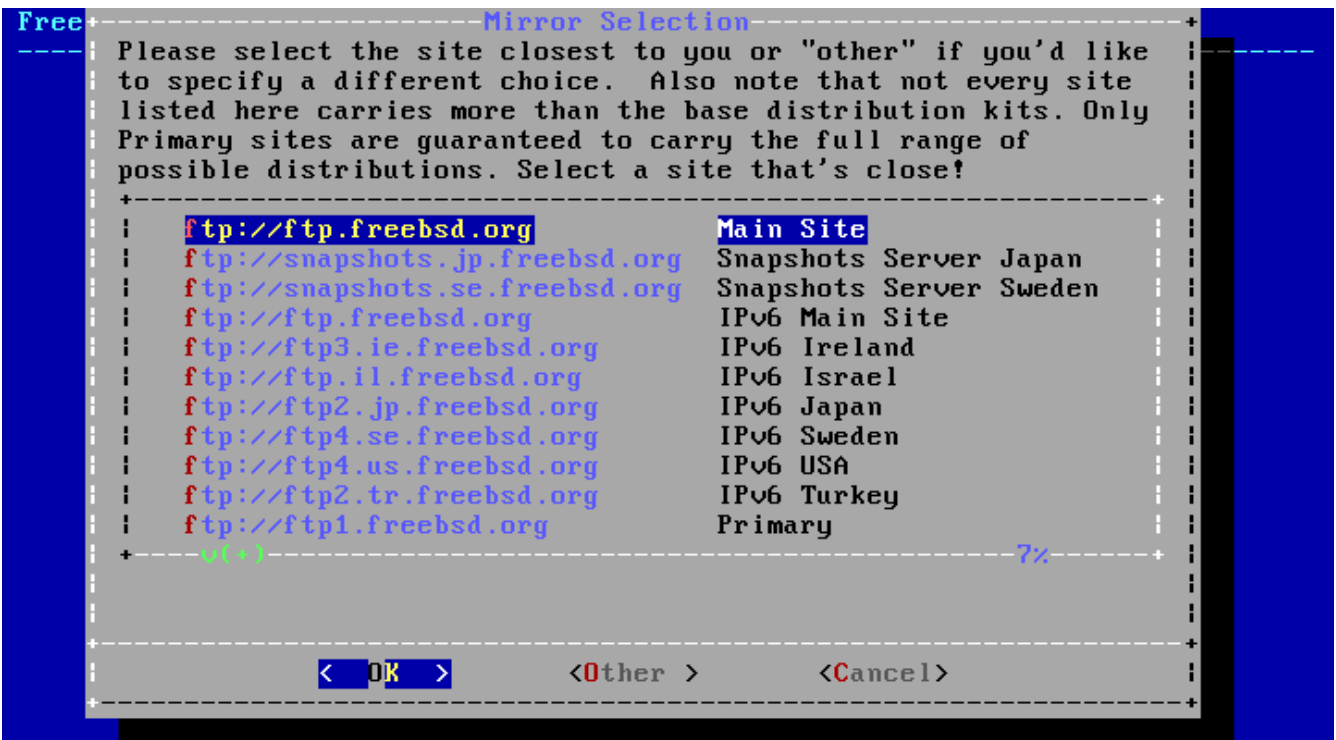 Free
Mirror Selection
Please select the site closest to you or "other" if you'd like
to specify a different choice.  Also note that not every site
listed here carries more than the base distribution kits. Only
Primary sites are guaranteed to carry the full range of
possible distributions. Select a site that's close!
ftp://ftp.freebsd.org Main Site
ftp://snapshots.jp.freebsd.org Snapshots Server Japan
ftp://snapshots.se.freebsd.org Snapshots Server Sweden
ftp://ftp.freebsd.org IPv6 Main Site
ftp://ftp3.ie.freebsd.org IPv6 Ireland
ftp://ftp.il.freebsd.org IPv6 Israel
ftp://ftp2.jp.freebsd.org IPv6 Japan
ftp://ftp4.se.freebsd.org IPv6 Sweden
ftp://ftp4.us.freebsd.org IPv6 USA
ftp://ftp2.tr.freebsd.org IPv6 Turkey
ftp://ftp1.freebsd.org Primary
v(+) 7%
< OK > <Other > <Cancel>